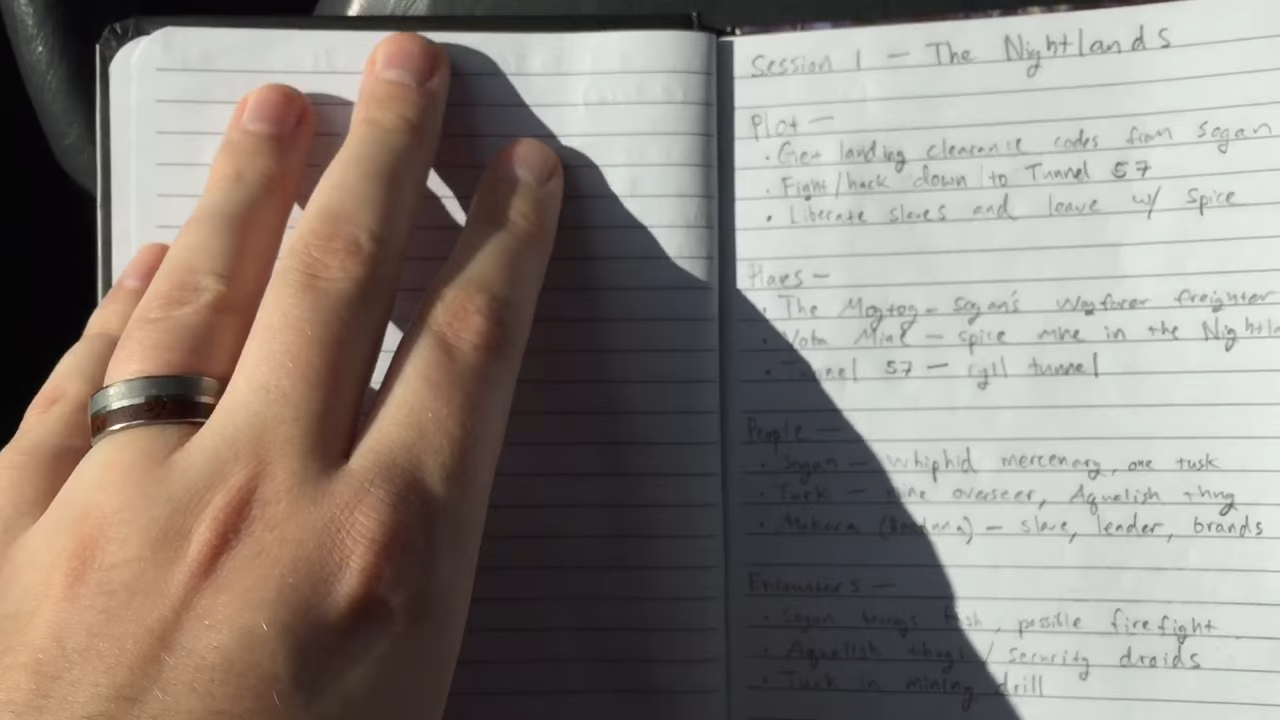 Session 1 — The Nightlands
Plot —
· Get landing clearance codes from Sogan
· Fight/hack down to Tunnel 57
· Liberate slaves and leave w/ Spice
· The Mogtog — Sogan's Wayfarer freighter
· Mine — spice mine in the
· Tunnel 57 — ryll tunnel
People —
· Sogan — whiphid mercenary, one tusk
· Turk — mine overseer, Aqualish thug
· — slave, leader, brands
Encounters —
· Sogan brings fish, possible firefight
· Aqualish thugs / security droids
· Turk in mining drill